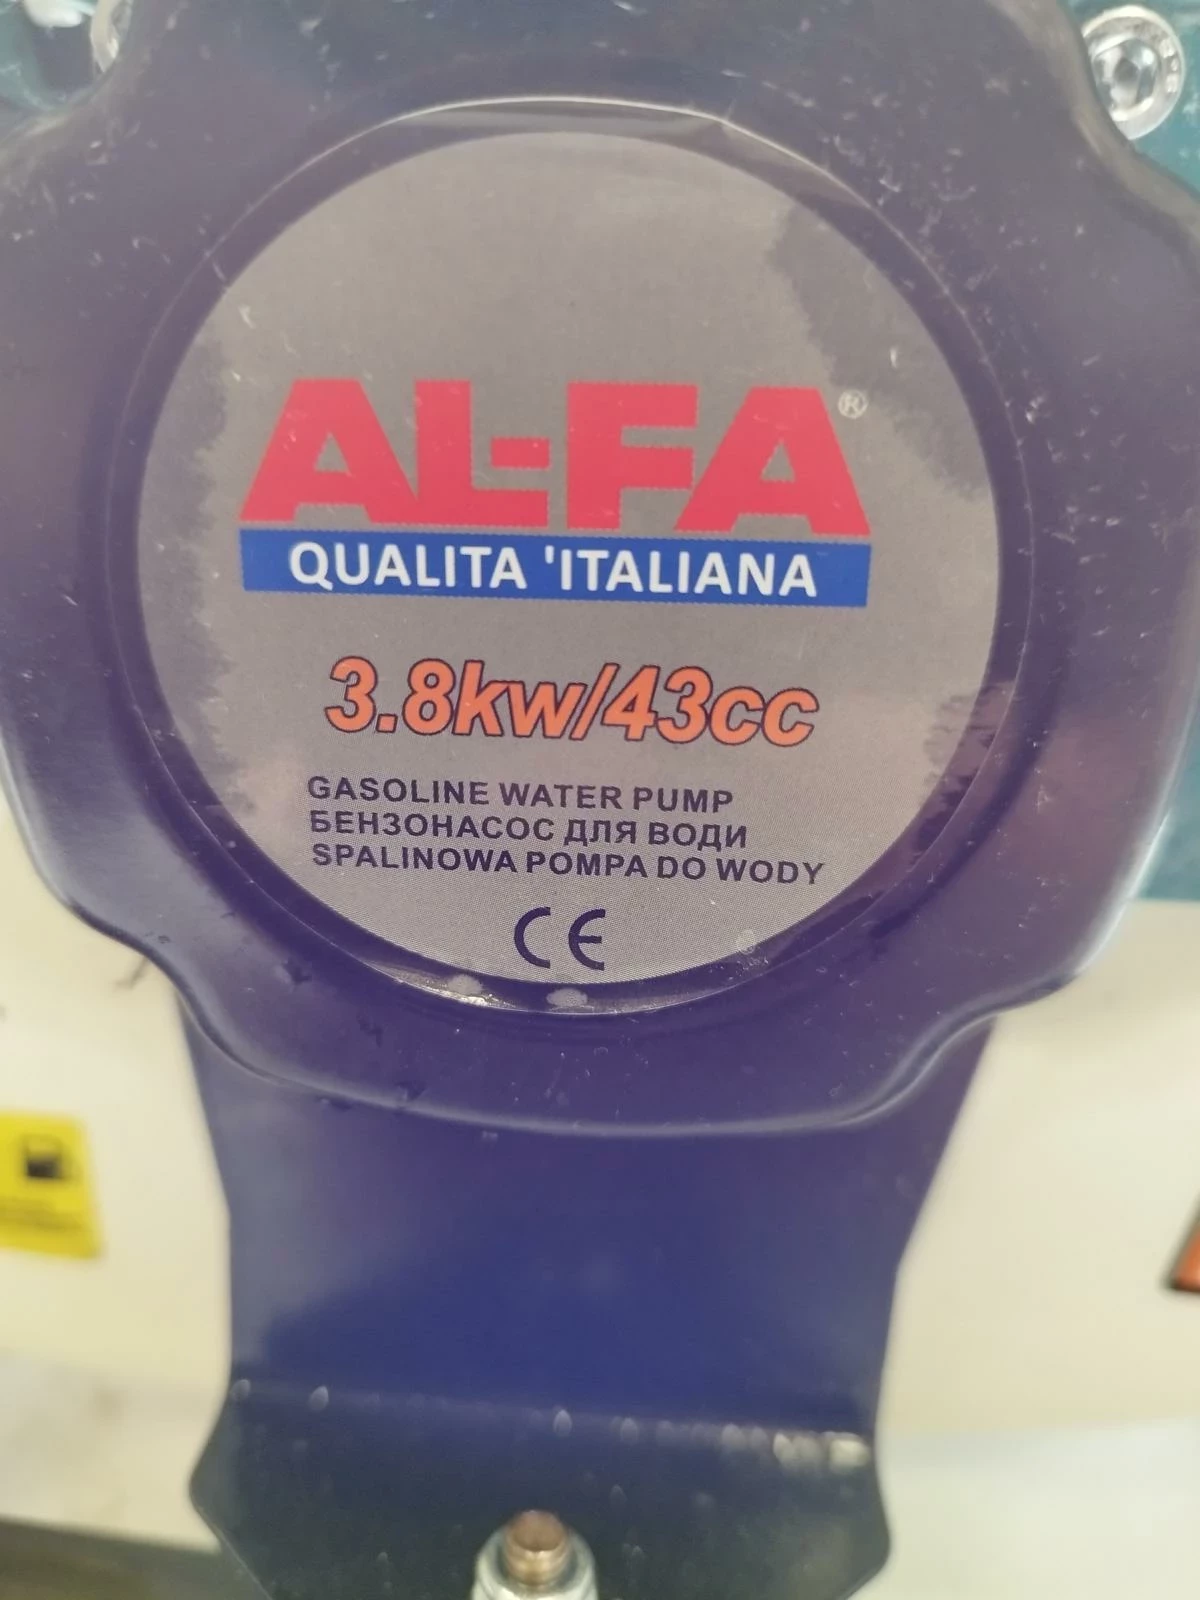 AL-FA®
QUALITA 'ITALIANA
3.8kw/43cc
GASOLINE WATER PUMP
БЕНЗОНАСОС ДЛЯ ВОДИ
SPALINOWA POMPA DO WODY
CE